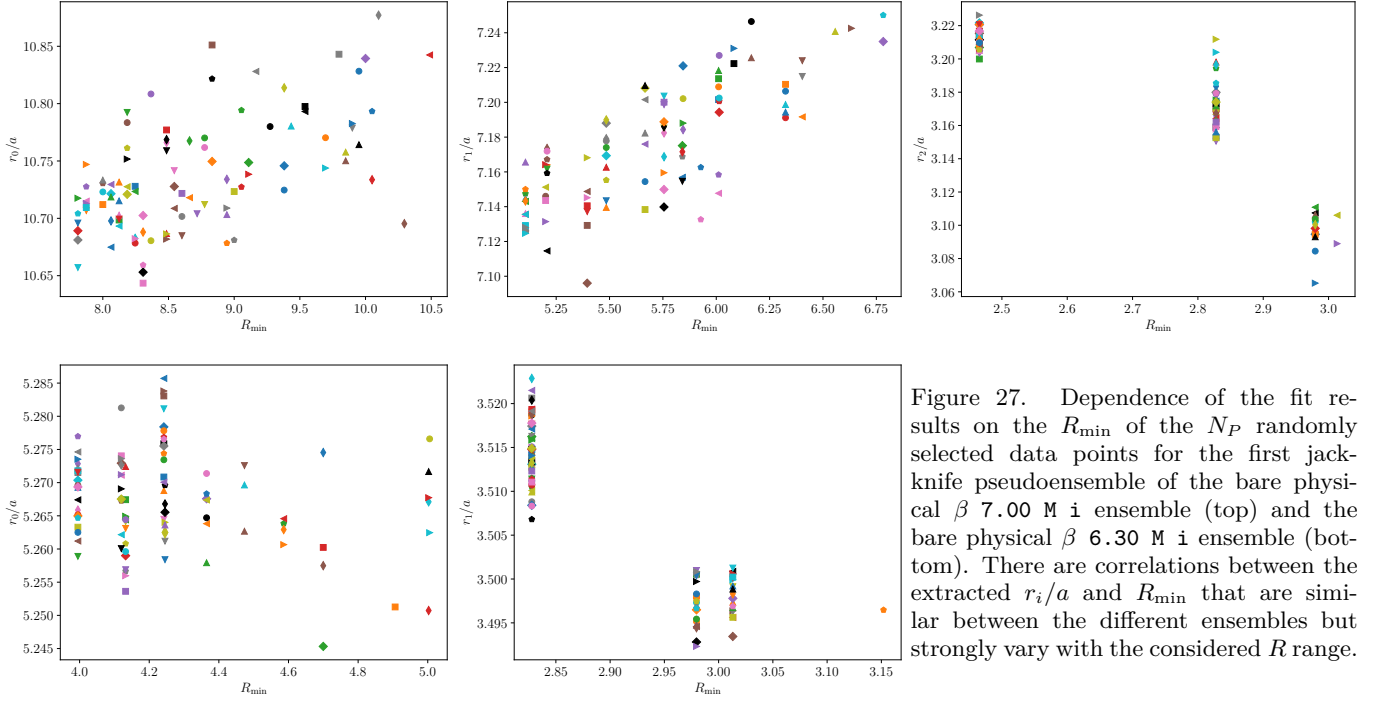 10.85
10.80
10.75
10.70
10.65
r0/a
8.0 8.5 9.0 9.5 10.0 10.5
Rmin
7.24
7.22
7.20
7.18
7.16
7.14
7.12
7.10
r1/a
5.25 5.50 5.75 6.00 6.25 6.50 6.75
Rmin
3.22
3.20
3.18
3.16
3.14
3.12
3.10
3.08
3.06
r2/a
2.5 2.6 2.7 2.8 2.9 3.0
Rmin
5.285
5.280
5.275
5.270
5.265
5.260
5.255
5.250
5.245
r0/a
4.0 4.2 4.4 4.6 4.8 5.0
Rmin
3.520
3.515
3.510
3.505
3.500
3.495
r1/a
2.85 2.90 2.95 3.00 3.05 3.10 3.15
Rmin
Figure 27. Dependence of the fit re-
sults on the Rmin of the NP randomly
selected data points for the first jack-
knife pseudoensemble of the bare physi-
cal β 7.00 M i ensemble (top) and the
bare physical β 6.30 M i ensemble (bot-
tom). There are correlations between the
extracted ri/a and Rmin that are simi-
lar between the different ensembles but
strongly vary with the considered R range.